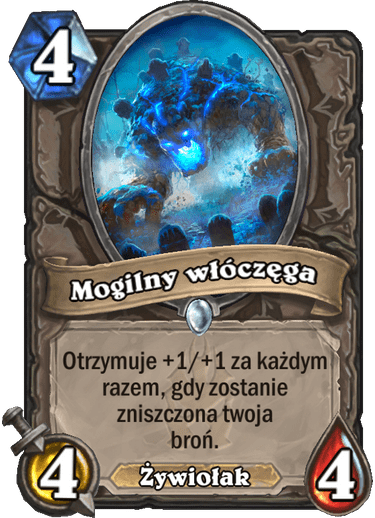 4
Mogilny włóczęga
Otrzymuje +1/+1 za każdym
razem, gdy zostanie
zniszczona twoja
broń.
4
Żywiołak
4